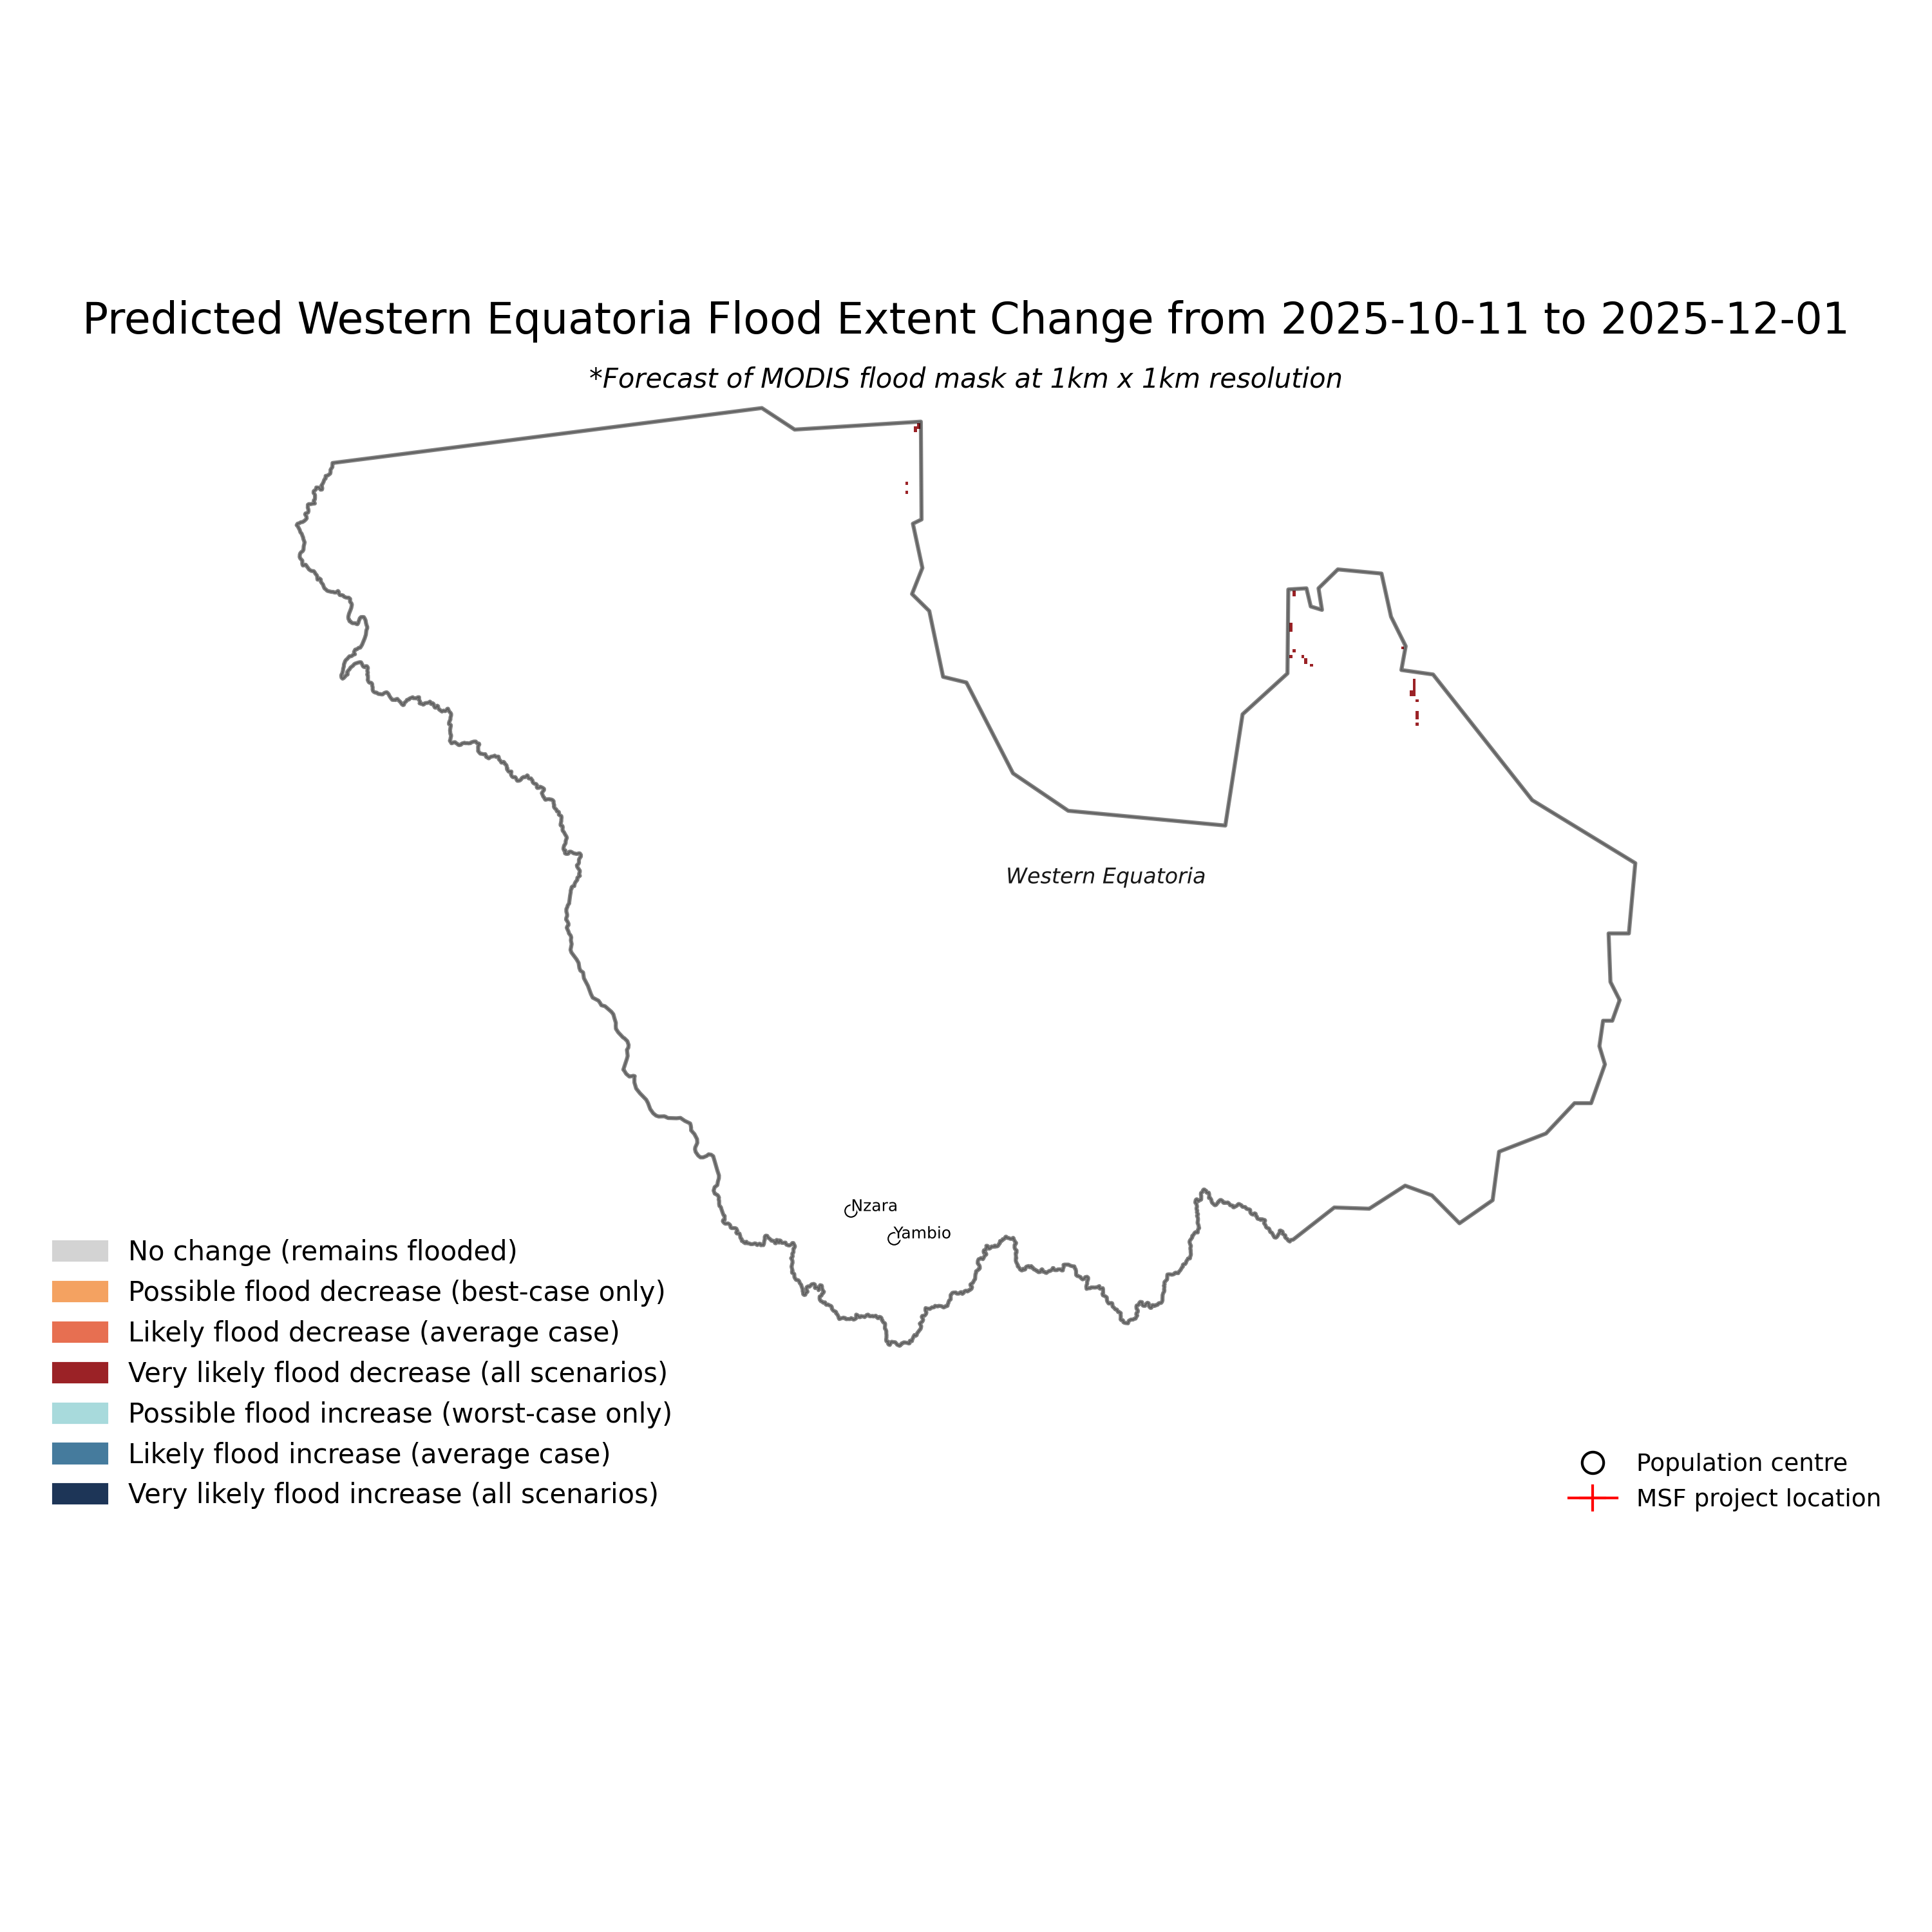 Predicted Western Equatoria Flood Extent Change from 2025-10-11 to 2025-12-01
*Forecast of MODIS flood mask at 1km x 1km resolution
Western Equatoria
Nzara
Yambio
No change (remains flooded)
Possible flood decrease (best-case only)
Likely flood decrease (average case)
Very likely flood decrease (all scenarios)
Possible flood increase (worst-case only)
Likely flood increase (average case)
Very likely flood increase (all scenarios)
Population centre
MSF project location